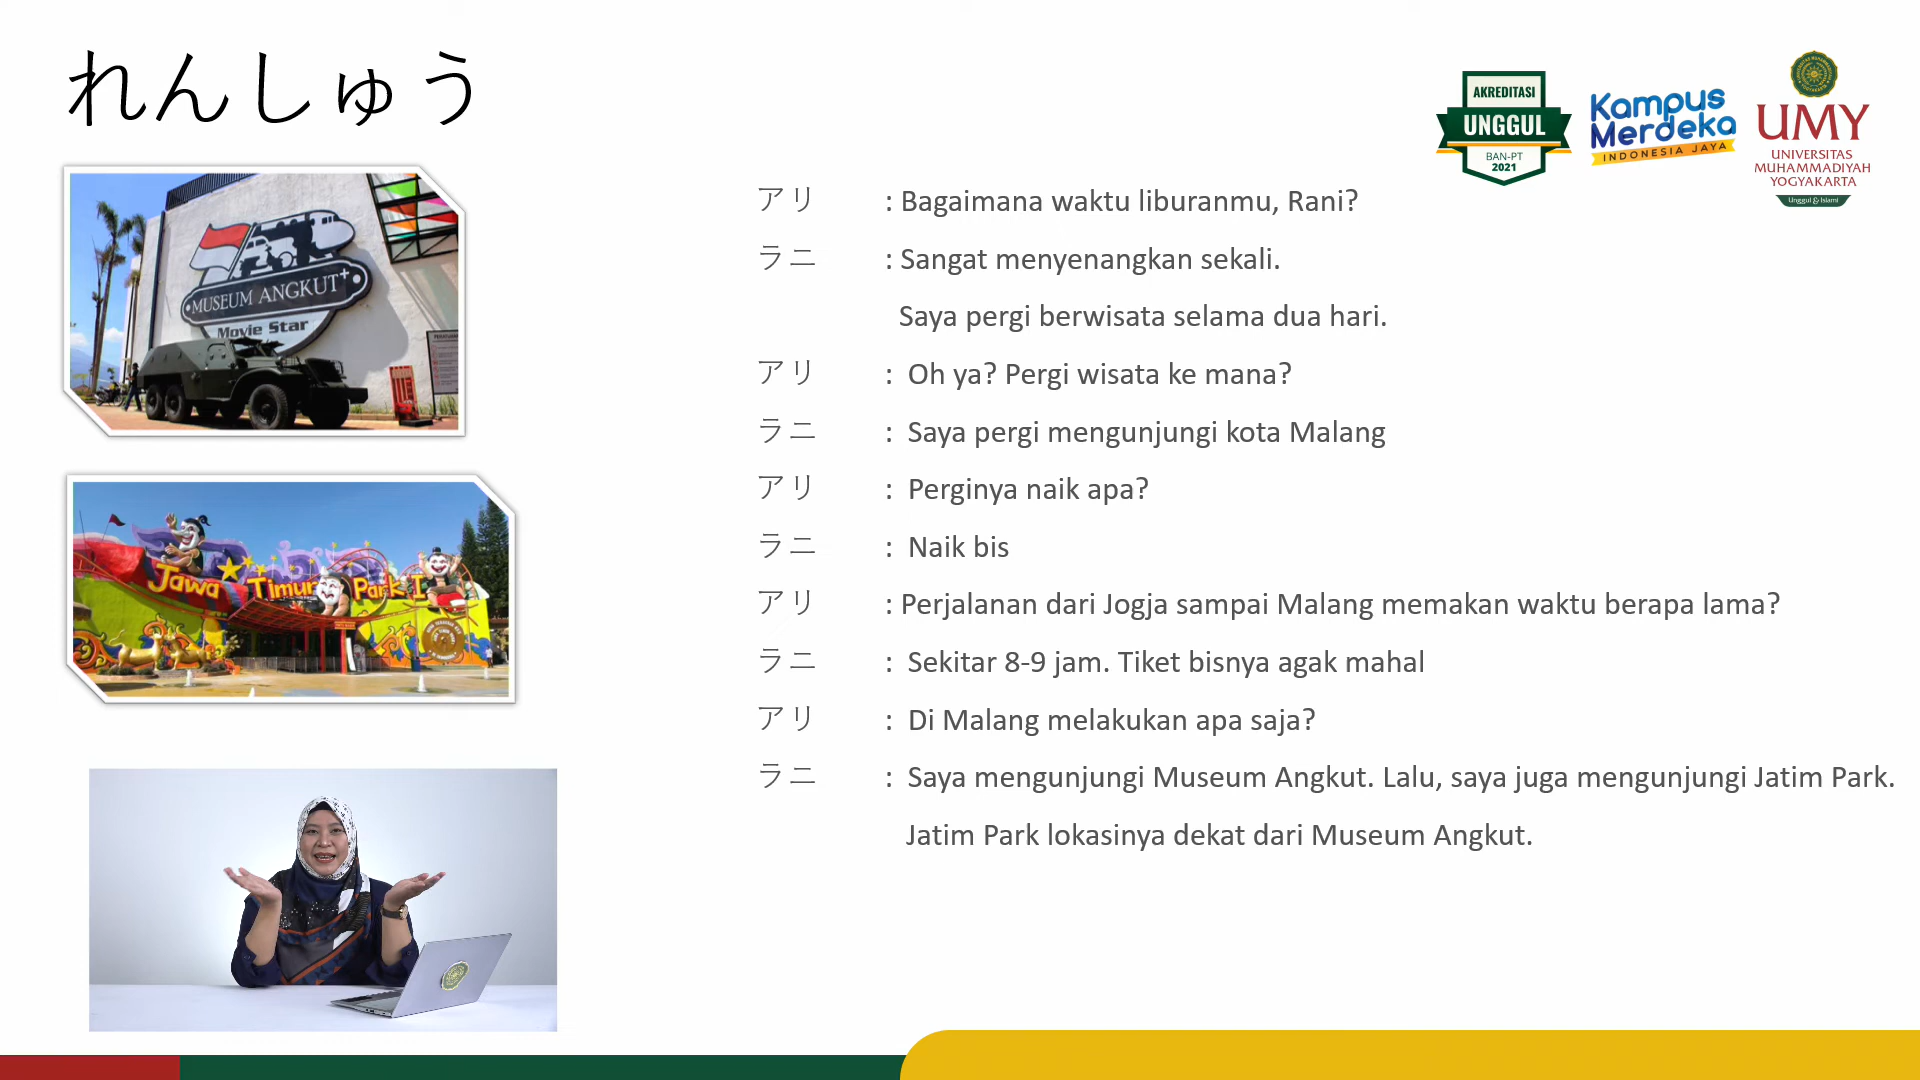 れんしゅう
AKREDITASI
UNGGUL
BAN-PT
2021
Kampus
Merdeka
INDONESIA JAYA
UMY
UNIVERSITAS
MUHAMMADIYAH
YOGYAKARTA
Unggul & Islami
MUSEUM ANGKUT+
Movie Star
Jawa Timur Park I
アリ : Bagaimana waktu liburanmu, Rani?
ラニ : Sangat menyenangkan sekali.
Saya pergi berwisata selama dua hari.
アリ : Oh ya? Pergi wisata ke mana?
ラニ : Saya pergi mengunjungi kota Malang
アリ : Perginya naik apa?
ラニ : Naik bis
アリ : Perjalanan dari Jogja sampai Malang memakan waktu berapa lama?
ラニ : Sekitar 8-9 jam. Tiket bisnya agak mahal
アリ : Di Malang melakukan apa saja?
ラニ : Saya mengunjungi Museum Angkut. Lalu, saya juga mengunjungi Jatim Park.
Jatim Park lokasinya dekat dari Museum Angkut.